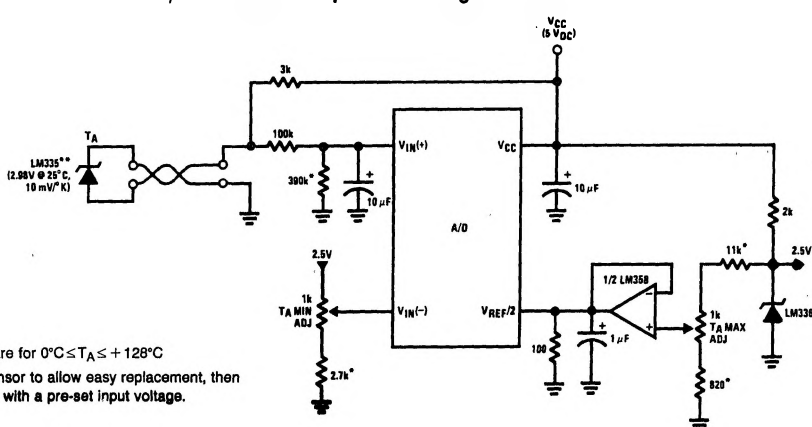 VCC
(5 VDC)
3k
TA
100k
LM335**
(2.98V @ 25°C,
10 mV/°K)
VIN(+)
VCC
390k*
+
10 µF
+
10 µF
2k
A/D
2.5V
11k*
2.5V
1/2 LM358
1k
TA MIN
ADJ
VIN(−)
VREF/2
−
+
1k
TA MAX
ADJ
LM336
100
+
1 µF
2.7k*
820*
re for 0°C≤TA≤+128°C
nsor to allow easy replacement, then
with a pre-set input voltage.